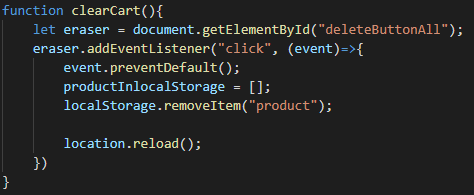 function clearCart(){
    let eraser = document.getElementById("deleteButtonAll");
    eraser.addEventListener("click", (event)=>{
        event.preventDefault();
        productInlocalStorage = [];
        localStorage.removeItem("product");

        location.reload();
    })
}